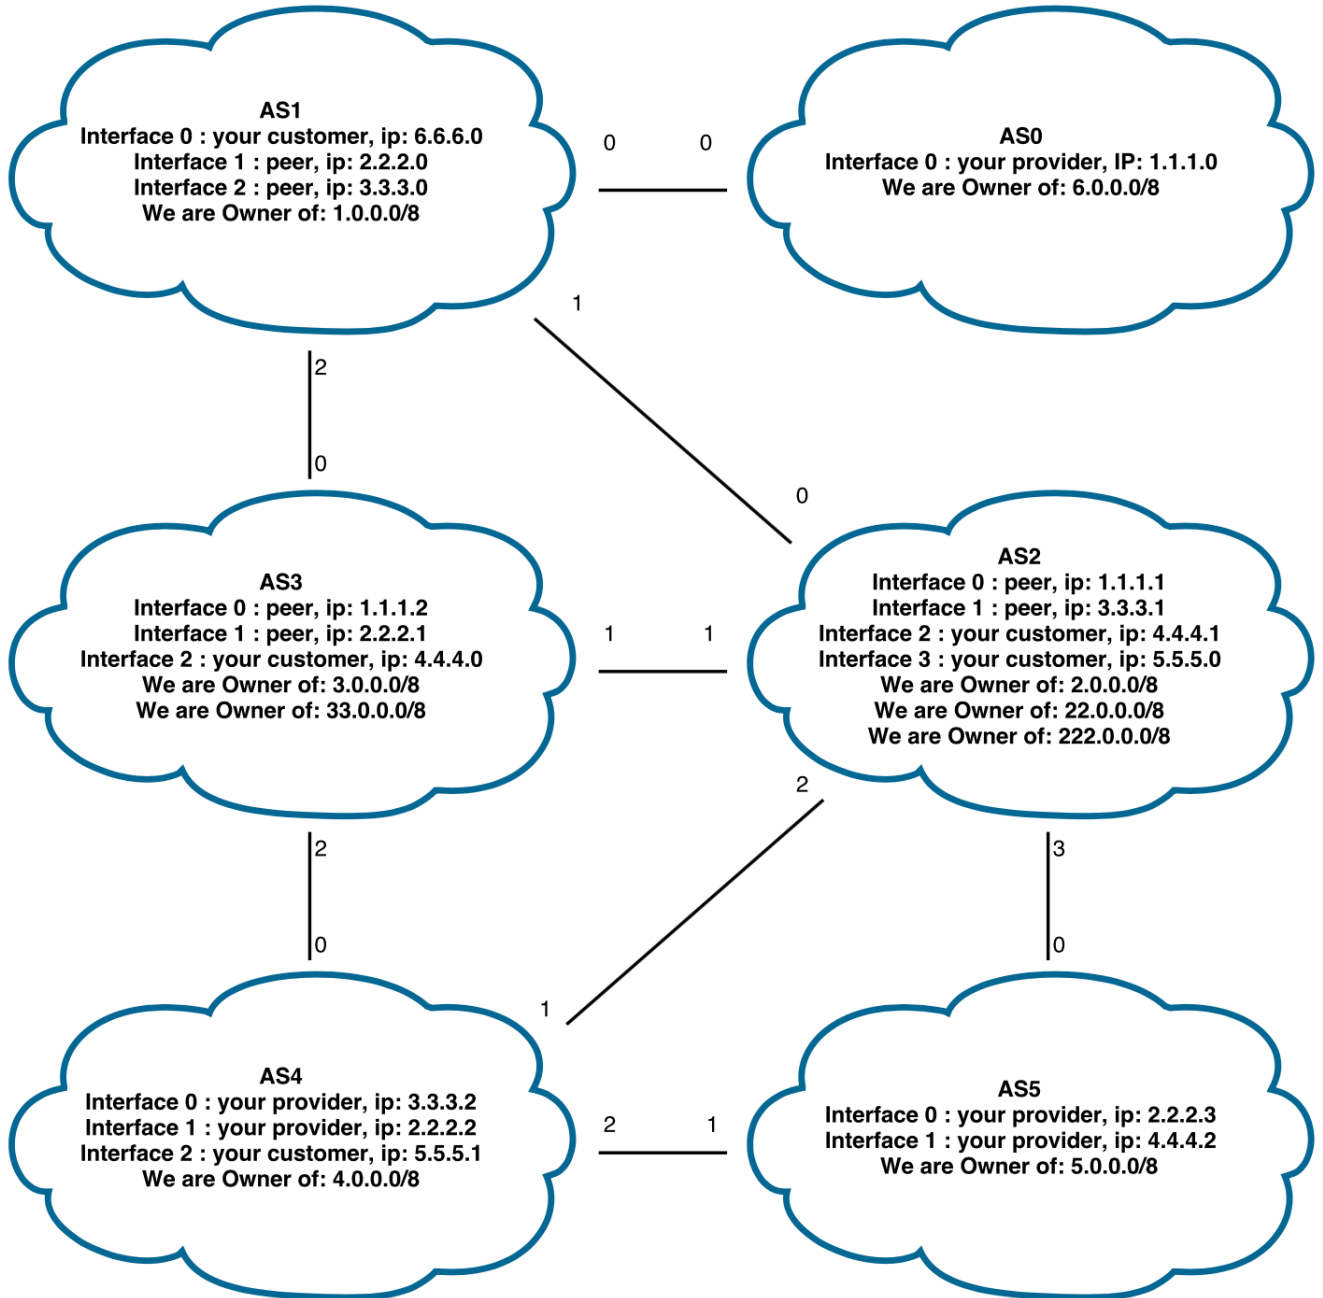 AS1
Interface 0 : your customer, ip: 6.6.6.0
Interface 1 : peer, ip: 2.2.2.0
Interface 2 : peer, ip: 3.3.3.0
We are Owner of: 1.0.0.0/8
0
0
AS0
Interface 0 : your provider, IP: 1.1.1.0
We are Owner of: 6.0.0.0/8
1
2
0
0
AS3
Interface 0 : peer, ip: 1.1.1.2
Interface 1 : peer, ip: 2.2.2.1
Interface 2 : your customer, ip: 4.4.4.0
We are Owner of: 3.0.0.0/8
We are Owner of: 33.0.0.0/8
1
1
AS2
Interface 0 : peer, ip: 1.1.1.1
Interface 1 : peer, ip: 3.3.3.1
Interface 2 : your customer, ip: 4.4.4.1
Interface 3 : your customer, ip: 5.5.5.0
We are Owner of: 2.0.0.0/8
We are Owner of: 22.0.0.0/8
We are Owner of: 222.0.0.0/8
2
2
3
0
0
1
AS4
Interface 0 : your provider, ip: 3.3.3.2
Interface 1 : your provider, ip: 2.2.2.2
Interface 2 : your customer, ip: 5.5.5.1
We are Owner of: 4.0.0.0/8
2
1
AS5
Interface 0 : your provider, ip: 2.2.2.3
Interface 1 : your provider, ip: 4.4.4.2
We are Owner of: 5.0.0.0/8